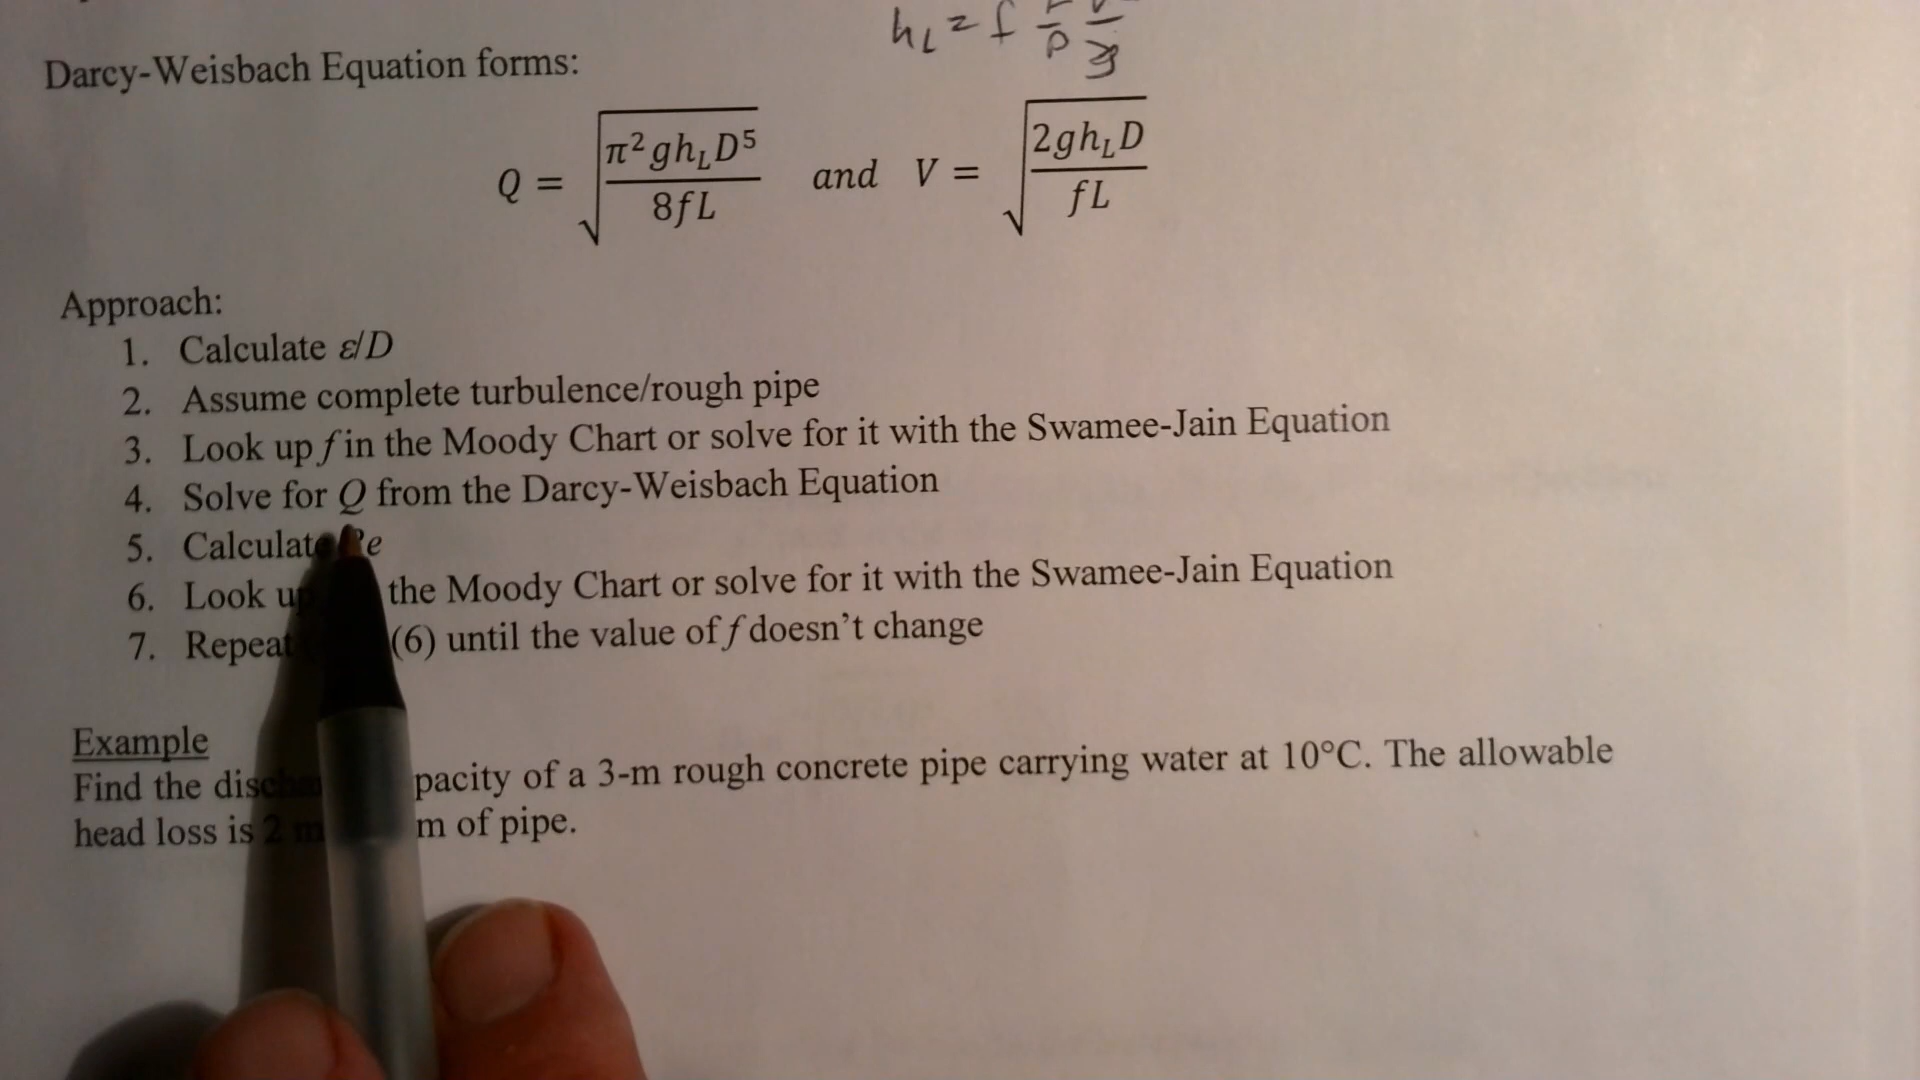 h_L = f
Darcy-Weisbach Equation forms:
Q = √(π²gh_LD⁵ / 8fL) and V = √(2gh_LD / fL)
Approach:
1. Calculate ε/D
2. Assume complete turbulence/rough pipe
3. Look up f in the Moody Chart or solve for it with the Swamee-Jain Equation
4. Solve for Q from the Darcy-Weisbach Equation
5. Calculate Re
6. Look the Moody Chart or solve for it with the Swamee-Jain Equation
7. Repeat (6) until the value of f doesn't change
Example
Find the of a 3-m rough concrete pipe carrying water at 10°C. The allowable
head loss is 2 m of pipe.